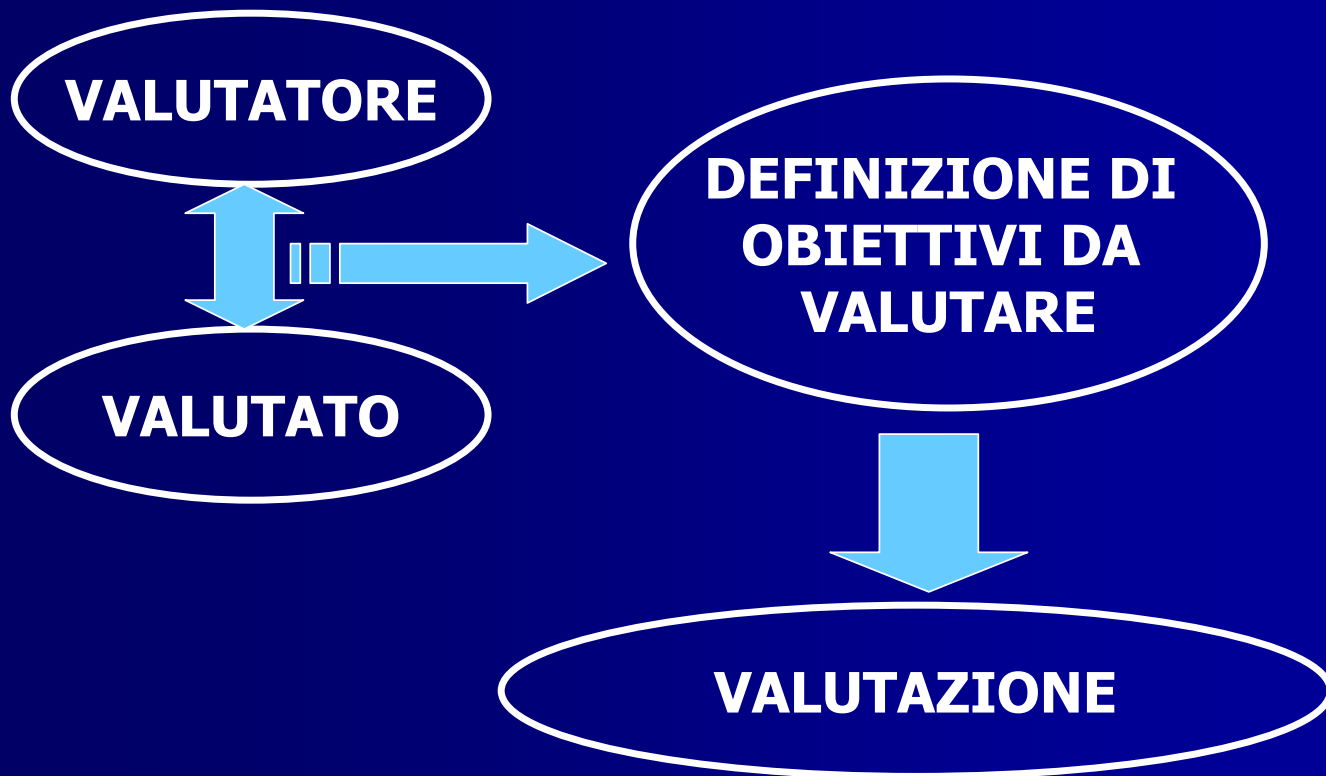 VALUTATORE
DEFINIZIONE DI
OBIETTIVI DA
VALUTARE
VALUTATO
VALUTAZIONE